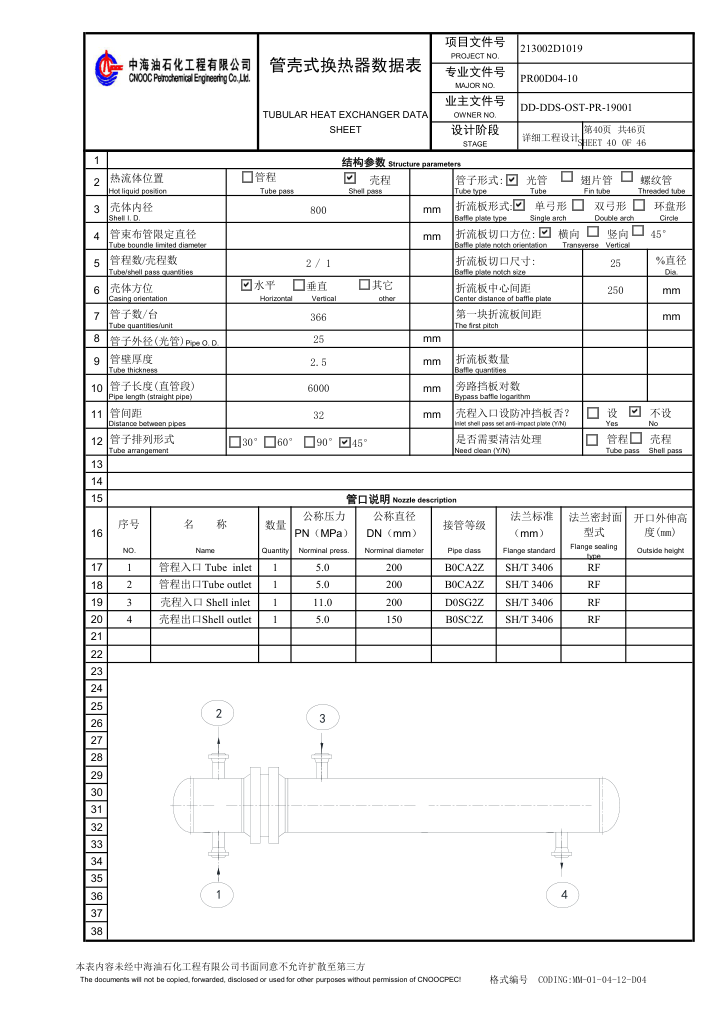 中海油石化工程有限公司
CNOOC Petrochemical Engineering Co.,Ltd.
管壳式换热器数据表
TUBULAR HEAT EXCHANGER DATA
SHEET
项目文件号
PROJECT NO.
213002D1019
专业文件号
MAJOR NO.
PR00D04-10
业主文件号
OWNER NO.
DD-DDS-OST-PR-19001
设计阶段
STAGE
详细工程设计
第40页 共46页
SHEET 40 OF 46
1 结构参数 Structure parameters
2 热流体位置 管程 壳程 管子形式: 光管 翅片管 螺纹管
Hot liquid position Tube pass Shell pass Tube type Tube Fin tube Threaded tube
3 壳体内径 800 mm 折流板形式: 单弓形 双弓形 环盘形
Shell I. D. Baffle plate type Single arch Double arch Circle
4 管束布管限定直径 mm 折流板切口方位: 横向 竖向 45°
Tube boundle limited diameter Baffle plate notch orientation Transverse Vertical
5 管程数/壳程数 2 / 1 折流板切口尺寸: 25 %直径
Tube/shell pass quantities Baffle plate notch size Dia.
6 壳体方位 水平 垂直 其它 折流板中心间距 250 mm
Casing orientation Horizontal Vertical other Center distance of baffle plate
7 管子数/台 366 第一块折流板间距 mm
Tube quantities/unit The first pitch
8 管子外径(光管) Pipe O. D. 25 mm
9 管壁厚度 2.5 mm 折流板数量
Tube thickness Baffle quantities
10 管子长度(直管段) 6000 mm 旁路挡板对数
Pipe length (straight pipe) Bypass baffle logarithm
11 管间距 32 mm 壳程入口设防冲挡板否? 设 不设
Distance between pipes Inlet shell pass set anti-impact plate (Y/N) Yes No
12 管子排列形式 30° 60° 90° 45° 是否需要清洁处理 管程 壳程
Tube arrangement Need clean (Y/N) Tube pass Shell pass
13
14
15 管口说明 Nozzle description
16 序号 名 称 数量 公称压力 公称直径 接管等级 法兰标准 法兰密封面 开口外伸高
PN（MPa） DN（mm） （mm） 型式 度(mm)
NO. Name Quantity Norminal press. Norminal diameter Pipe class Flange standard Flange sealing type Outside height
17 1 管程入口 Tube inlet 1 5.0 200 B0CA2Z SH/T 3406 RF
18 2 管程出口Tube outlet 1 5.0 200 B0CA2Z SH/T 3406 RF
19 3 壳程入口 Shell inlet 1 11.0 200 D0SG2Z SH/T 3406 RF
20 4 壳程出口Shell outlet 1 5.0 150 B0SC2Z SH/T 3406 RF
21
22
23
24
25
2
3
26
27
28
29
30
31
32
33
34
35
36
1
4
37
38
本表内容未经中海油石化工程有限公司书面同意不允许扩散至第三方
The documents will not be copied, forwarded, disclosed or used for other purposes without permission of CNOOCPEC!
格式编号 CODING:MM-01-04-12-D04